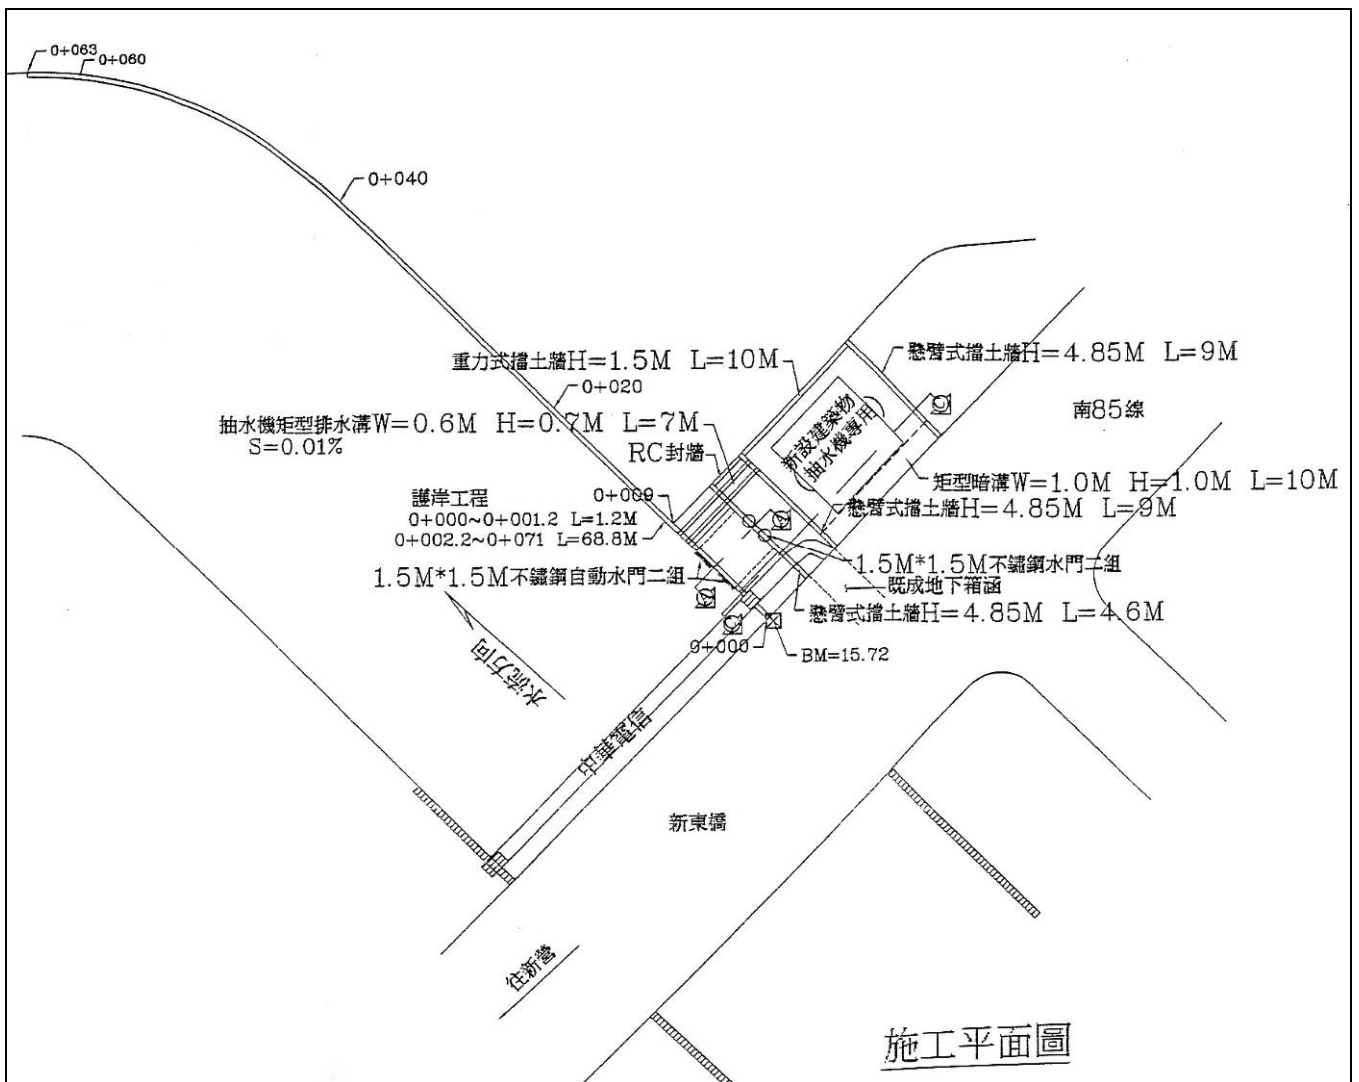 0+063
0+060
0+040
重力式擋土牆H=1.5M L=10M
懸臂式擋土牆H=4.85M L=9M
0+020
南85線
抽水機矩型排水溝W=0.6M H=0.7M L=7M
S=0.01%
新設建築物
抽水機專用
RC封牆
矩型暗溝W=1.0M H=1.0M L=10M
護岸工程
0+009
懸臂式擋土牆H=4.85M L=9M
0+000~0+001.2 L=1.2M
0+002.2~0+071 L=68.8M
1.5M*1.5M不鏽鋼自動水門二組
1.5M*1.5M不鏽鋼水門二組
既成地下箱涵
懸臂式擋土牆H=4.85M L=4.6M
0+000
BM=15.72
水流方向
中華電信
新東橋
往新營
施工平面圖